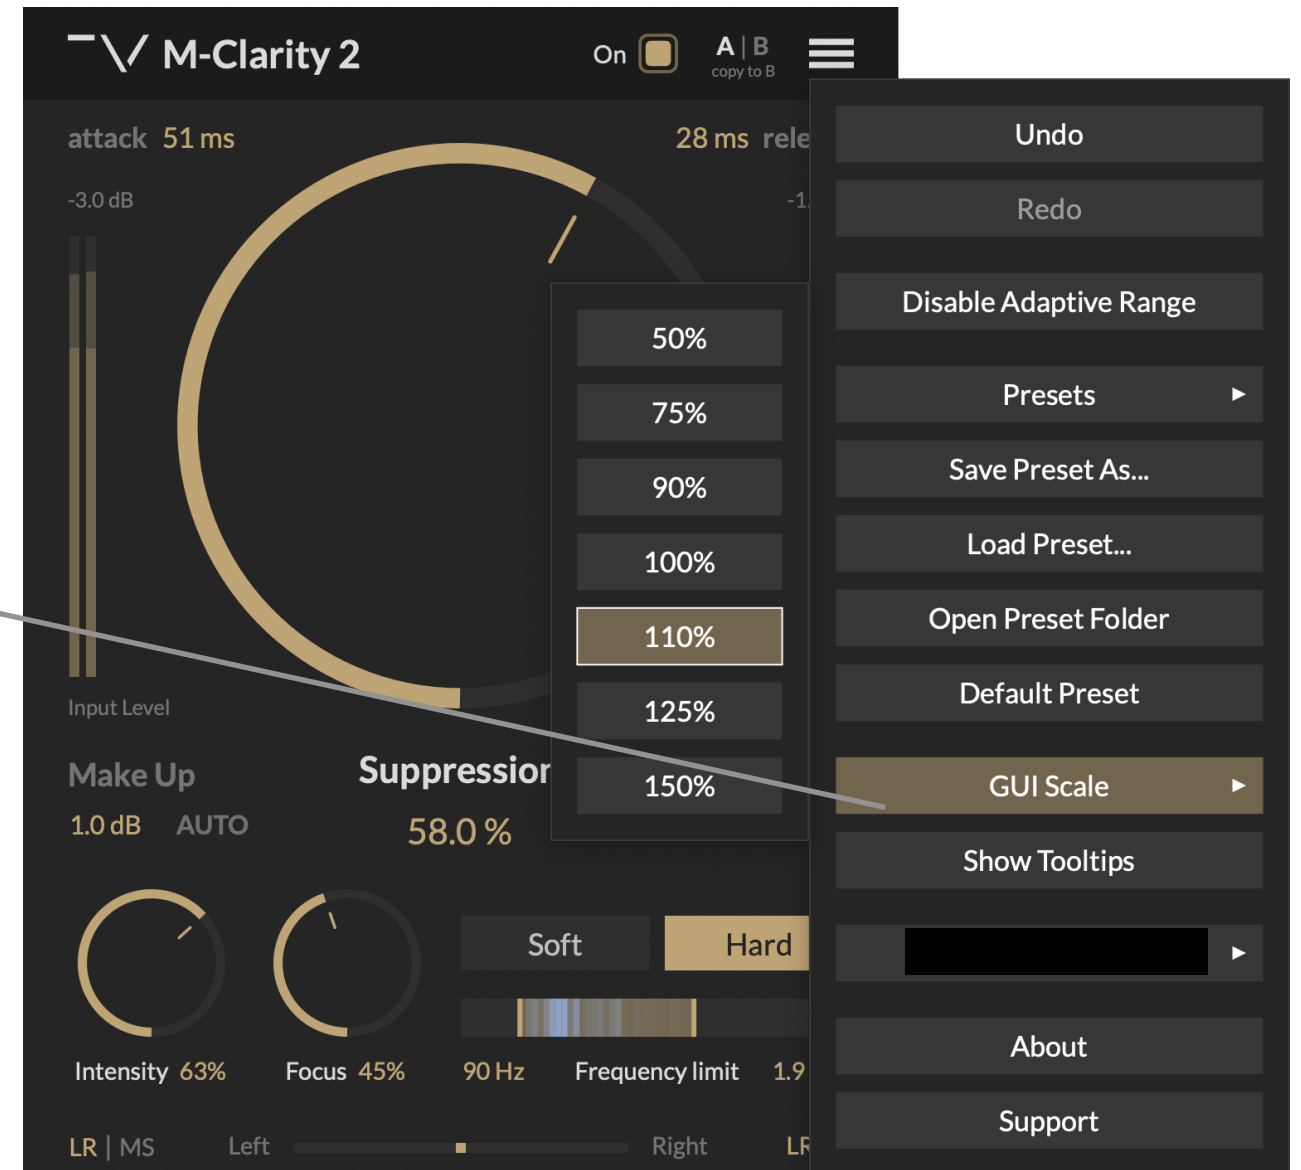 M-Clarity 2
On
A | B
copy to B
attack 51 ms
28 ms
-3.0 dB
Input Level
Make Up
1.0 dB AUTO
58.0 %
Soft
Hard
Intensity 63%
Focus 45%
90 Hz
Frequency limit
LR | MS
Left
Right
LR
50%
75%
90%
100%
110%
125%
150%
Undo
Redo
Disable Adaptive Range
Presets
Save Preset As...
Load Preset...
Open Preset Folder
Default Preset
GUI Scale
Show Tooltips
About
Support